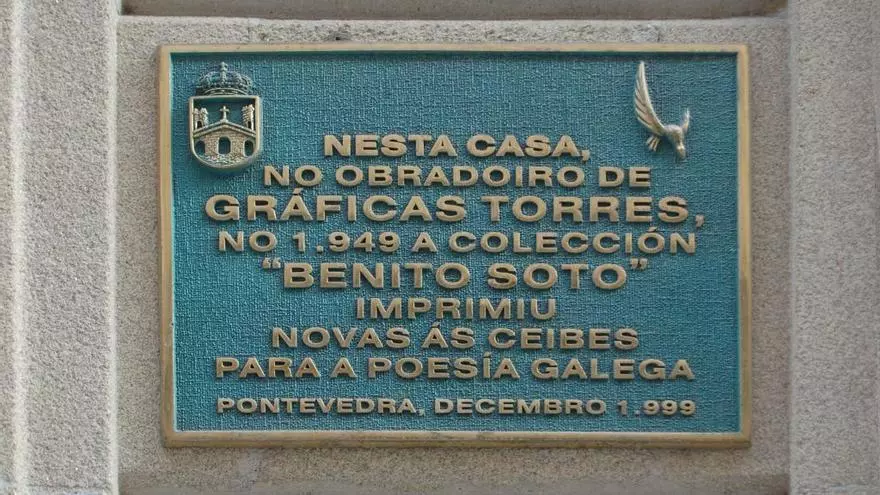 NESTA CASA,
NO OBRADOIRO DE
GRÁFICAS TORRES,
NO 1.949 A COLECCIÓN
“BENITO SOTO”
IMPRIMIU
NOVAS ÁS CEIBES
PARA A POESÍA GALEGA
PONTEVEDRA, DECEMBRO 1.999